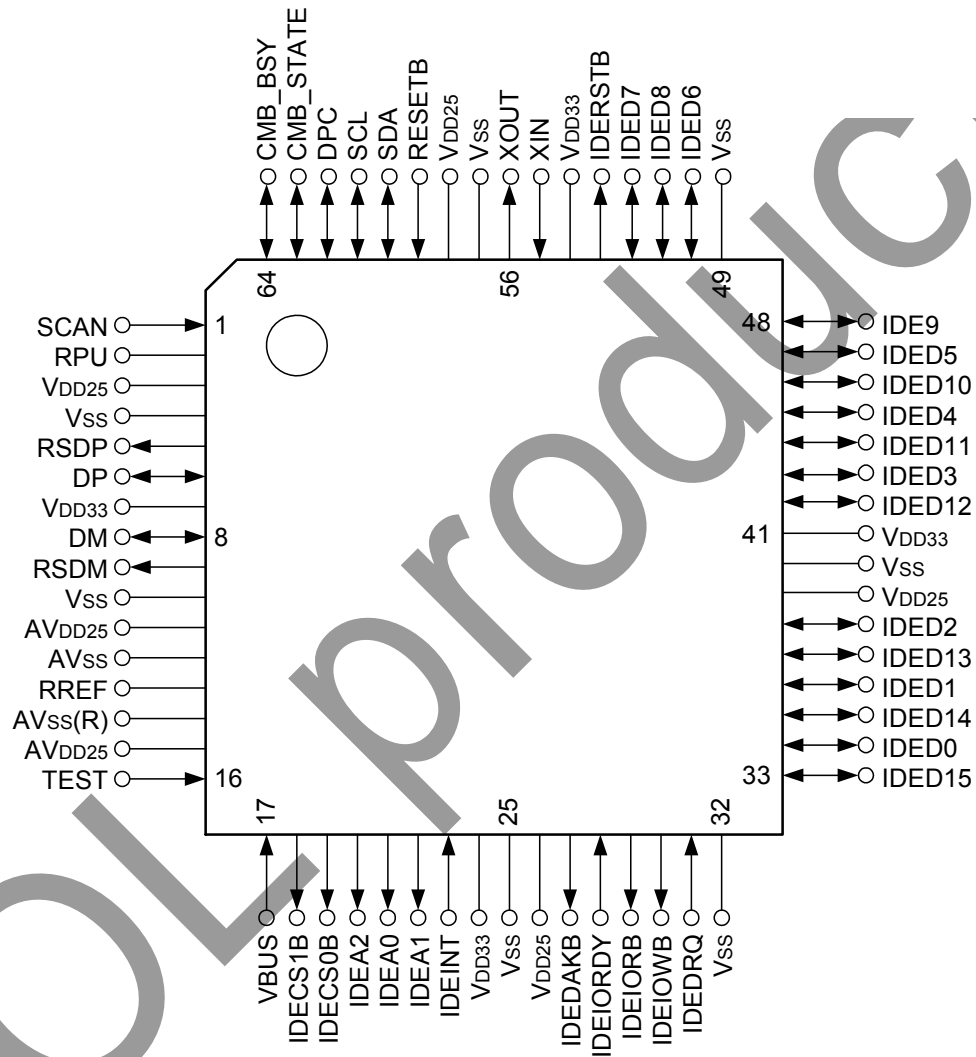 CMB_BSY
CMB_STATE
DPC
SCL
SDA
RESETB
VDD25
VSS
XOUT
XIN
VDD33
IDERSTB
IDED7
IDED8
IDED6
VSS
64
56
49
SCAN
RPU
VDD25
VSS
RSDP
DP
VDD33
DM
RSDM
VSS
AVDD25
AVSS
RREF
AVSS(R)
AVDD25
TEST
1
8
16
48
41
33
IDE9
IDED5
IDED10
IDED4
IDED11
IDED3
IDED12
VDD33
VSS
VDD25
IDED2
IDED13
IDED1
IDED14
IDED0
IDED15
17
25
32
VBUS
IDECS1B
IDECS0B
IDEA2
IDEA0
IDEA1
IDEINT
VDD33
VSS
VDD25
IDEDAKB
IDEIORDY
IDEIORB
IDEIOWB
IDEDRQ
VSS
OL produc